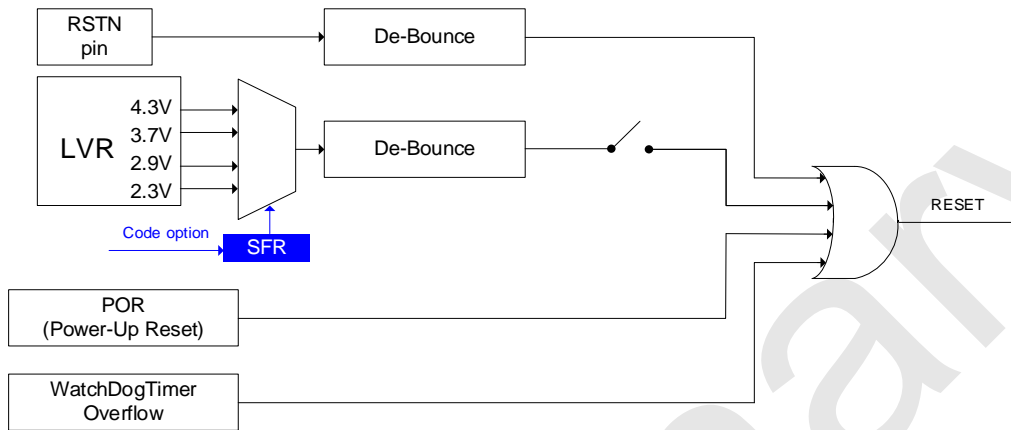 RSTN
pin
De-Bounce
LVR
4.3V
3.7V
2.9V
2.3V
De-Bounce
Code option
SFR
RESET
POR
(Power-Up Reset)
WatchDogTimer
Overflow